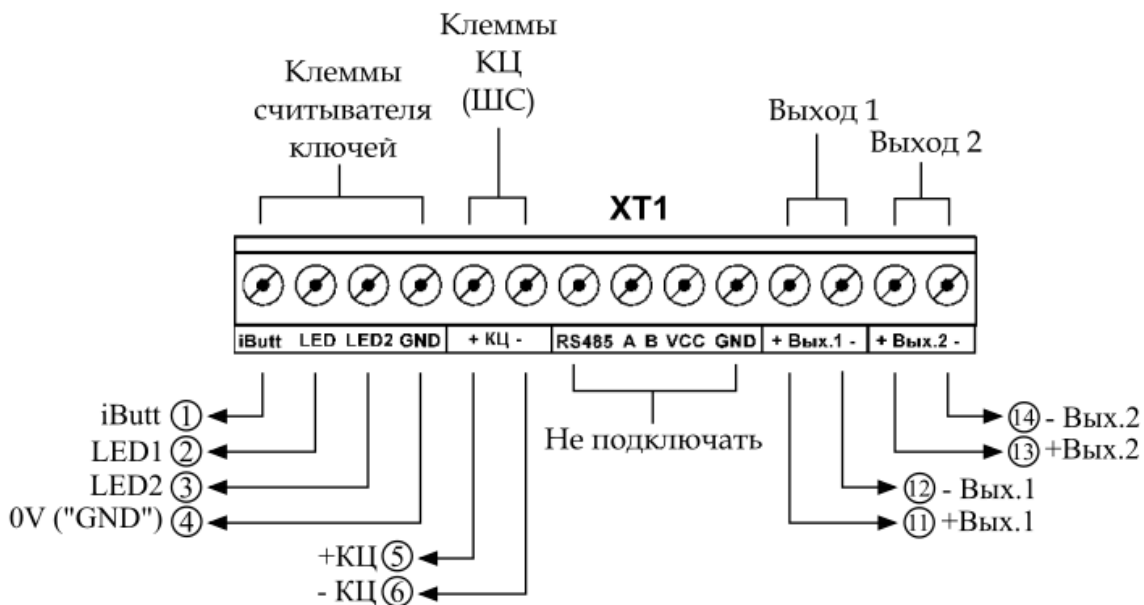 Клеммы
КЦ
(ШС)
Клеммы
считывателя
ключей
Выход 1
Выход 2
XT1
iButt LED LED2 GND + КЦ - RS485 A B VCC GND + Вых.1 - + Вых.2 -
iButt 1
LED1 2
LED2 3
0V ("GND") 4
+КЦ 5
- КЦ 6
Не подключать
14 - Вых.2
13 +Вых.2
12 - Вых.1
11 +Вых.1